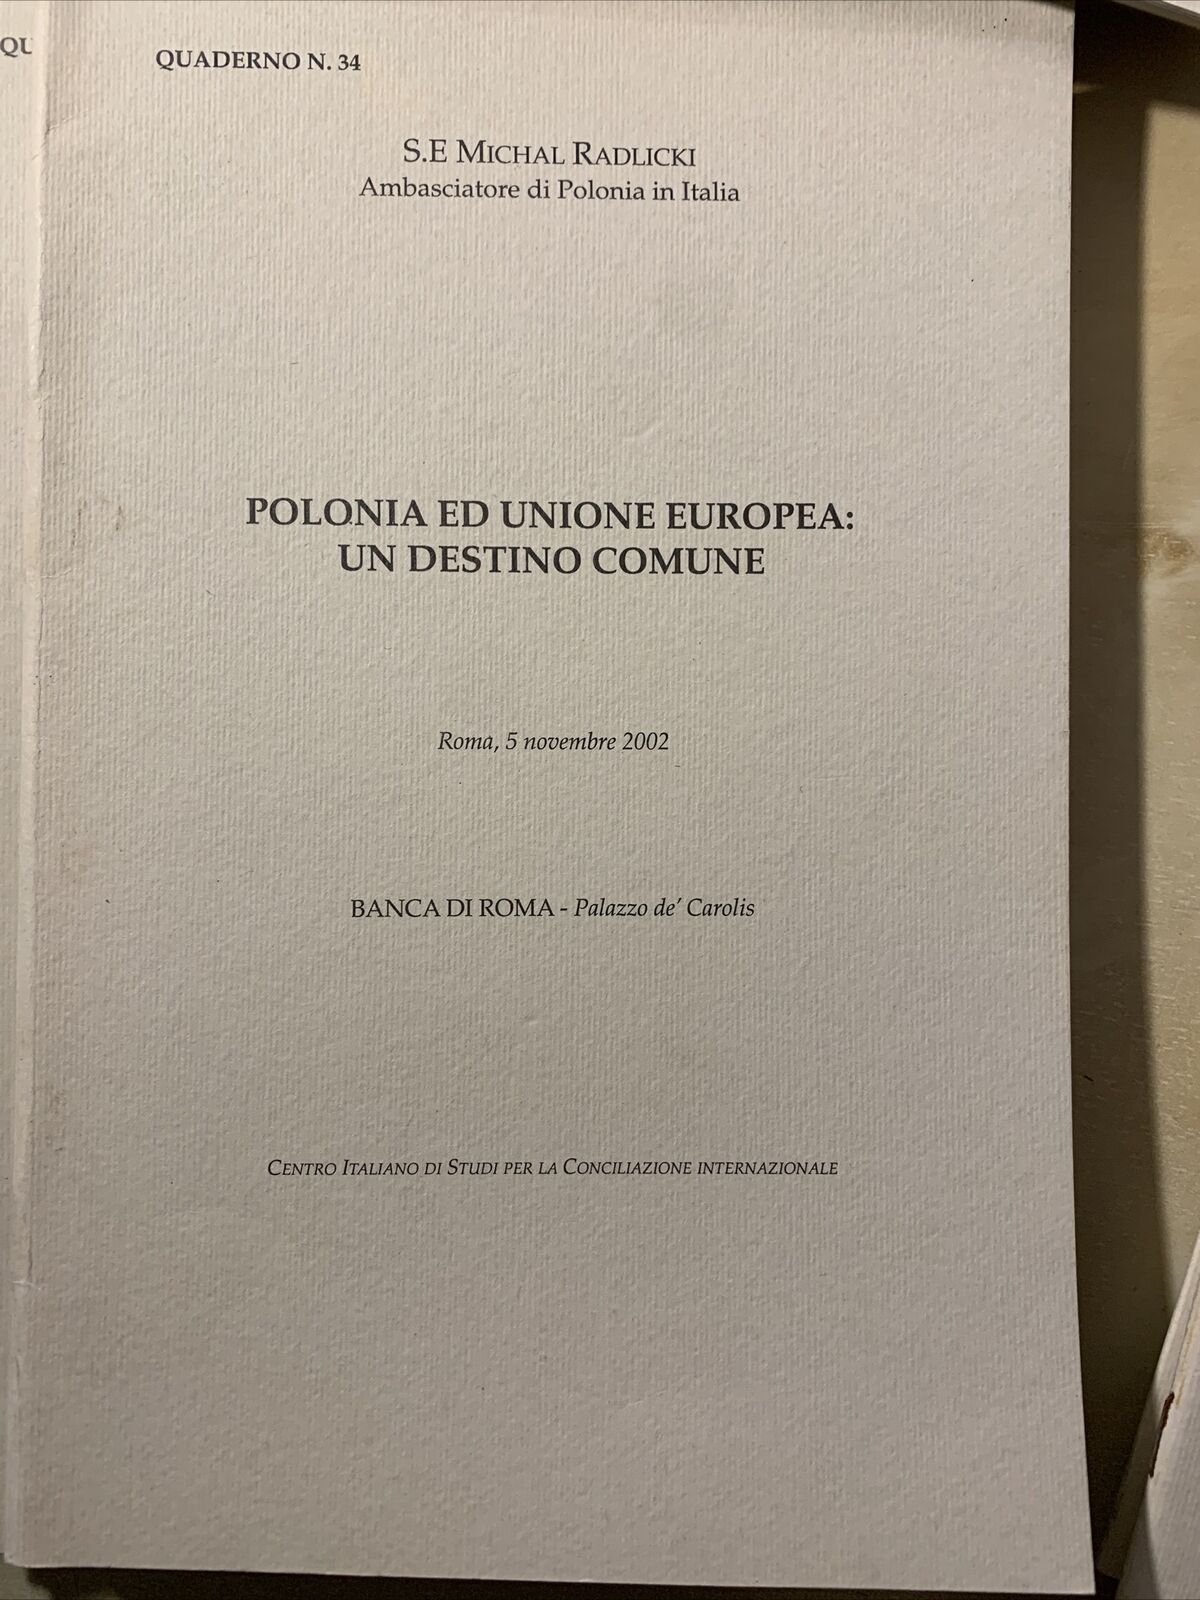 QU
QUADERNO N. 34
S.E MICHAL RADLICKI
Ambasciatore di Polonia in Italia
POLONIA ED UNIONE EUROPEA:
UN DESTINO COMUNE
Roma, 5 novembre 2002
BANCA DI ROMA - Palazzo de' Carolis
CENTRO ITALIANO DI STUDI PER LA CONCILIAZIONE INTERNAZIONALE